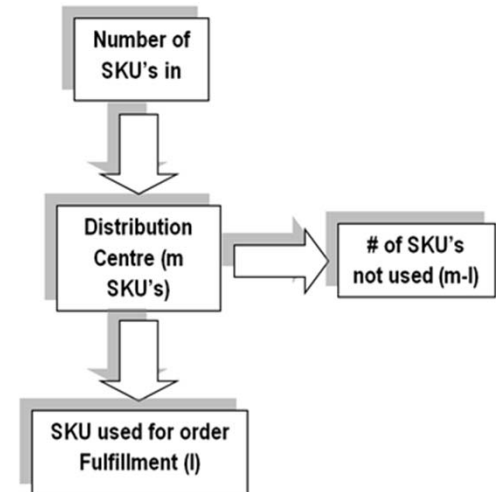 Number of
SKU's in
Distribution
Centre (m
SKU's)
# of SKU's
not used (m-l)
SKU used for order
Fulfillment (l)